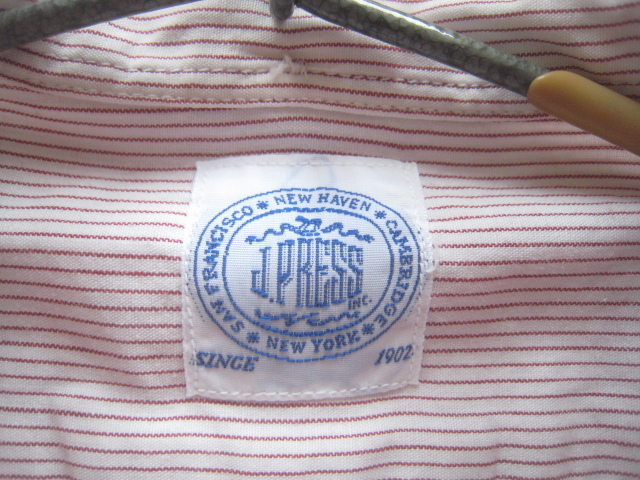 SAN FRANCISCO * NEW HAVEN * CAMBRIDGE * NEW YORK *
J.PRESS
INC.
SINCE 1902